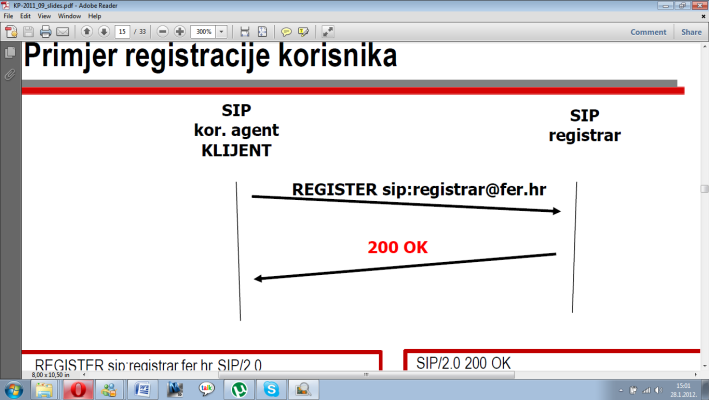 KP-2011_09_slides.pdf - Adobe Reader
File Edit View Window Help
15 / 33 300% Comment Share
Primjer registracije korisnika
SIP
kor. agent
KLIJENT
SIP
registrar
REGISTER sip:registrar@fer.hr
200 OK
REGISTER sip:registrar.fer.hr SIP/2.0
SIP/2.0 200 OK
8,00 x 10,50 in
talk
15:01
28.1.2012.